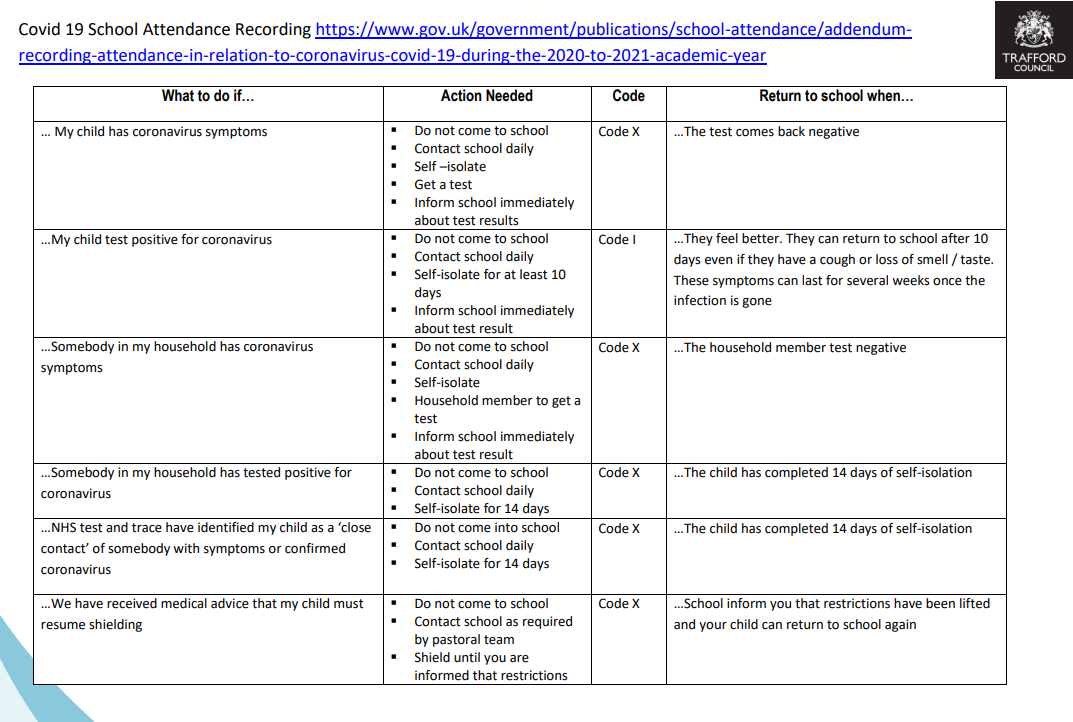 Covid 19 School Attendance Recording https://www.gov.uk/government/publications/school-attendance/addendum-
recording-attendance-in-relation-to-coronavirus-covid-19-during-the-2020-to-2021-academic-year
TRAFFORD
COUNCIL
What to do if…
Action Needed
Code
Return to school when…
… My child has coronavirus symptoms
▪ Do not come to school
▪ Contact school daily
▪ Self –isolate
▪ Get a test
▪ Inform school immediately
about test results
Code X
…The test comes back negative
…My child test positive for coronavirus
▪ Do not come to school
▪ Contact school daily
▪ Self-isolate for at least 10
days
▪ Inform school immediately
about test result
Code I
…They feel better. They can return to school after 10
days even if they have a cough or loss of smell / taste.
These symptoms can last for several weeks once the
infection is gone
…Somebody in my household has coronavirus
symptoms
▪ Do not come to school
▪ Contact school daily
▪ Self-isolate
▪ Household member to get a
test
▪ Inform school immediately
about test result
Code X
…The household member test negative
…Somebody in my household has tested positive for
coronavirus
▪ Do not come to school
▪ Contact school daily
▪ Self-isolate for 14 days
Code X
…The child has completed 14 days of self-isolation
…NHS test and trace have identified my child as a ‘close
contact’ of somebody with symptoms or confirmed
coronavirus
▪ Do not come into school
▪ Contact school daily
▪ Self-isolate for 14 days
Code X
…The child has completed 14 days of self-isolation
…We have received medical advice that my child must
resume shielding
▪ Do not come to school
▪ Contact school as required
by pastoral team
▪ Shield until you are
informed that restrictions
Code X
…School inform you that restrictions have been lifted
and your child can return to school again